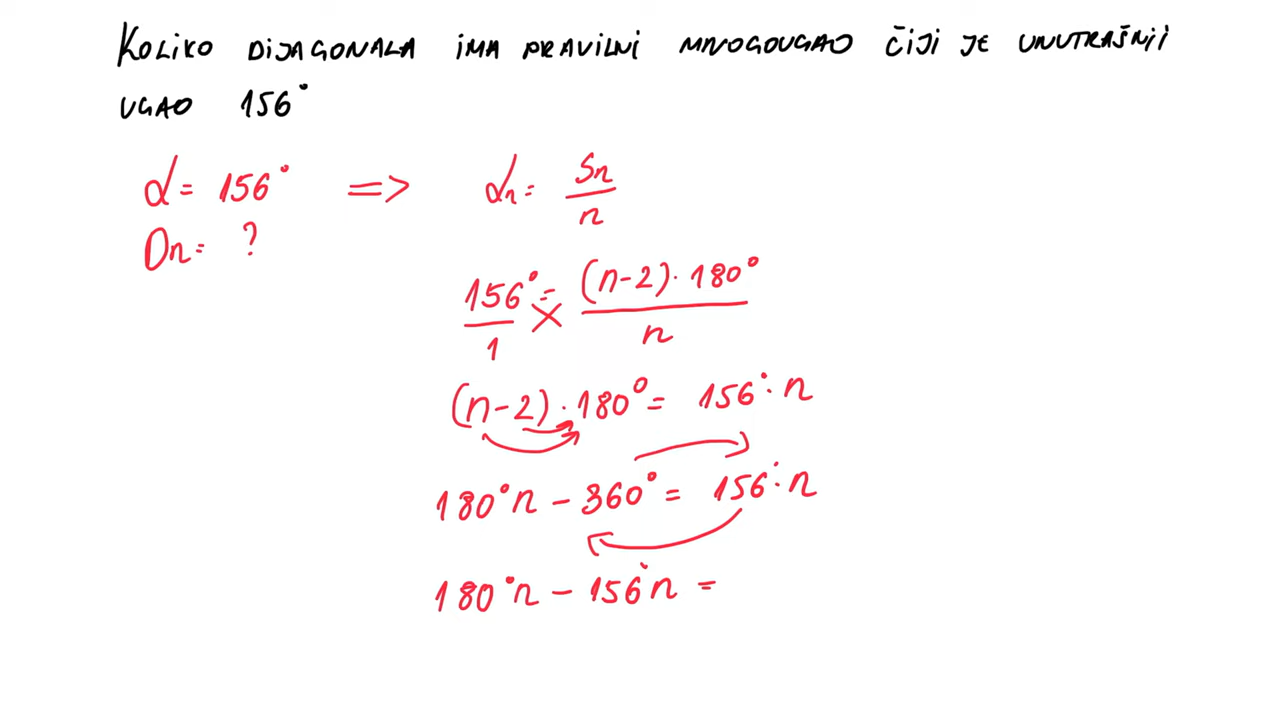 KOLIKO DIJAGONALA IMA PRAVILNI MNOGOUGAO ČIJI JE UNUTRAŠNJI
UGAO 156°
α = 156° => αn = Sn/n
Dn = ?
156°/1 = (n-2)·180°/n
(n-2)·180° = 156°·n
180°n - 360° = 156°·n
180°n - 156°n =